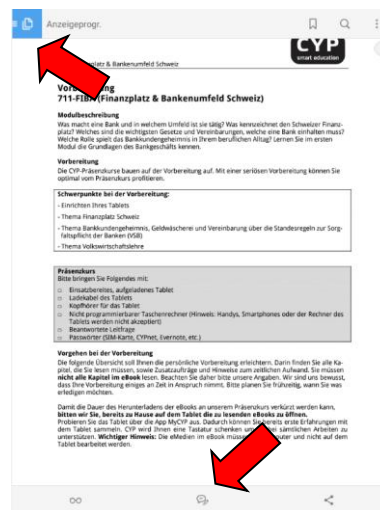 Anzeigeprogr.
CYP
smart education
platz & Bankenumfeld Schweiz
Vor ung
711-FIB (Finanzplatz & Bankenumfeld Schweiz)
Modulbeschreibung
Was macht eine Bank und in welchem Umfeld ist sie tätig? Was kennzeichnet den Schweizer Finanz-
platz? Welches sind die wichtigsten Gesetze und Vereinbarungen, welche eine Bank einhalten muss?
Welche Rolle spielt das Bankkundengeheimnis in Ihrem beruflichen Alltag? Lernen Sie im ersten
Modul die Grundlagen des Bankgeschäfts kennen.
Vorbereitung
Die CYP-Präsenzkurse bauen auf der Vorbereitung auf. Mit einer seriösen Vorbereitung können Sie
optimal vom Präsenzkurs profitieren.
Schwerpunkte bei der Vorbereitung:
- Einrichten Ihres Tablets
- Thema Finanzplatz Schweiz
- Thema Bankkundengeheimnis, Geldwäscherei und Vereinbarung über die Standesregeln zur Sorg-
faltspflicht der Banken (VSB)
- Thema Volkswirtschaftslehre
Präsenzkurs
Bitte bringen Sie Folgendes mit:
□ Einsatzbereites, aufgeladenes Tablet
□ Ladekabel des Tablets
□ Kopfhörer für das Tablet
□ Nicht programmierbarer Taschenrechner (Hinweis: Handys, Smartphones oder der Rechner des
Tablets werden nicht akzeptiert)
□ Beantwortete Leitfrage
□ Passwörter (SIM-Karte, CYPnet, Evernote, etc.)
Vorgehen bei der Vorbereitung
Die folgende Übersicht soll Ihnen die persönliche Vorbereitung erleichtern. Darin finden Sie alle Ka-
pitel, die Sie lesen müssen, sowie Zusatzaufträge und Hinweise zum zeitlichen Aufwand. Sie müssen
nicht alle Kapitel im eBook lesen. Beachten Sie daher bitte unsere Angaben. Wir sind uns bewusst,
dass Ihre Vorbereitung einiges an Zeit in Anspruch nimmt. Bitte planen Sie frühzeitig, wann Sie was
erledigen möchten.
Damit die Dauer des Herunterladens der eBooks an unserem Präsenzkurs verkürzt werden kann,
bitten wir Sie, bereits zu Hause auf dem Tablet die zu lesenden eBooks zu öffnen.
Probieren Sie das Tablet über die App MyCYP aus. Dadurch können Sie bereits erste Erfahrungen mit
dem Tablet sammeln. CYP wird Ihnen eine Tastatur schenken und bei sämtlichen Arbeiten zu
unterstützen. Wichtiger Hinweis: Die eMedien im eBook müssen puter und nicht auf dem
Tablet bearbeitet werden.